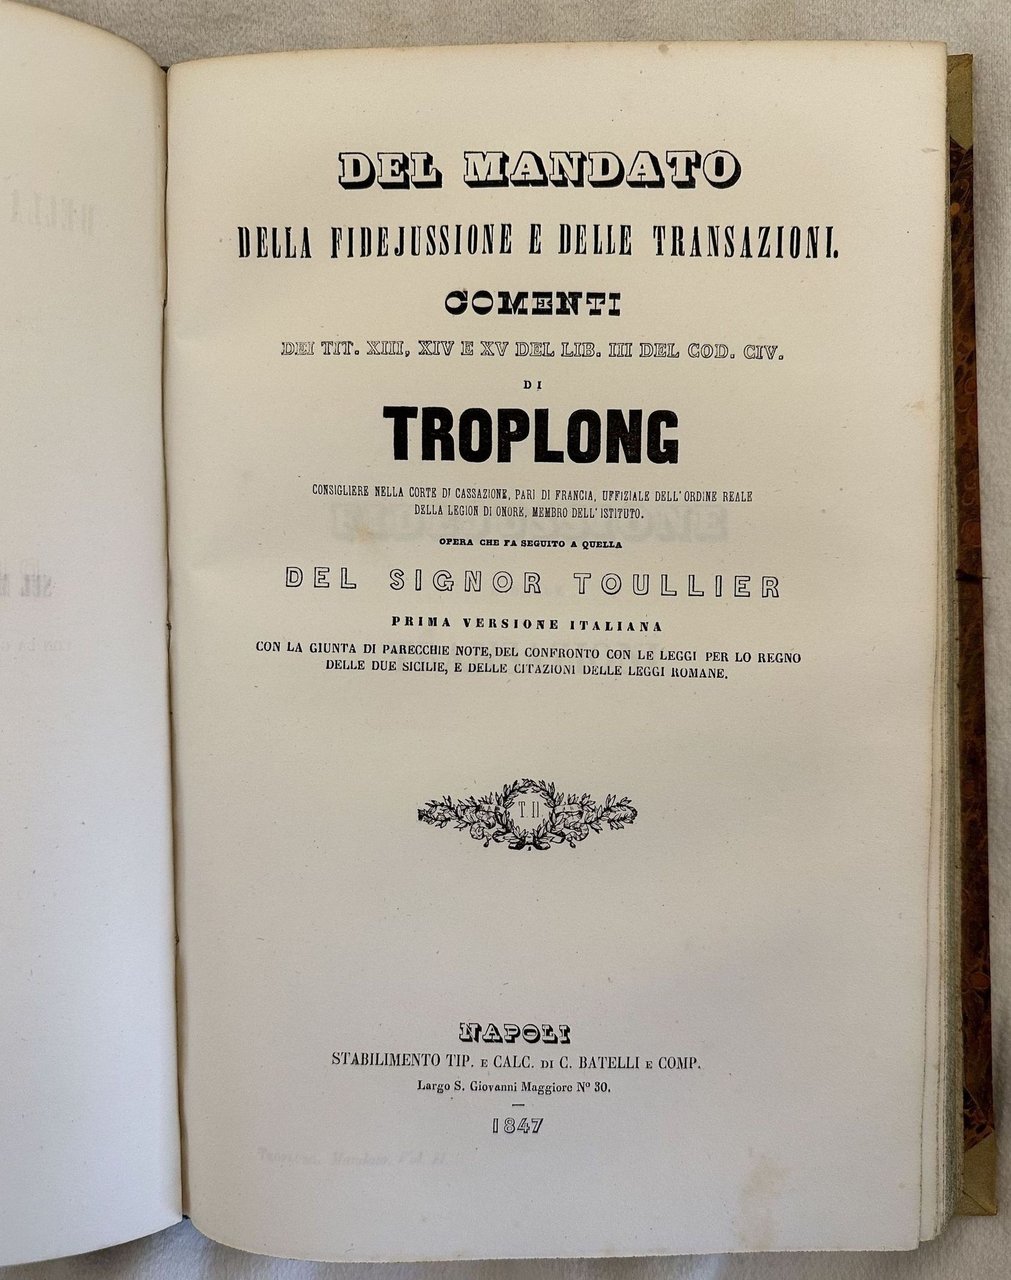 DEL MANDATO
DELLA FIDEJUSSIONE E DELLE TRANSAZIONI.
COMENTI
DEI TIT. XIII, XIV E XV DEL LIB. III DEL COD. CIV.
DI
TROPLONG
CONSIGLIERE NELLA CORTE DI CASSAZIONE, PARI DI FRANCIA, UFFIZIALE DELL'ORDINE REALE
DELLA LEGION DI ONORE, MEMBRO DELL'ISTITUTO.
OPERA CHE FA SEGUITO A QUELLA
DEL SIGNOR TOULLIER
PRIMA VERSIONE ITALIANA
CON LA GIUNTA DI PARECCHIE NOTE, DEL CONFRONTO CON LE LEGGI PER LO REGNO
DELLE DUE SICILIE, E DELLE CITAZIONI DELLE LEGGI ROMANE.
NAPOLI
STABILIMENTO TIP. E CALC. DI C. BATELLI E COMP.
Largo S. Giovanni Maggiore Nº 30.
1847